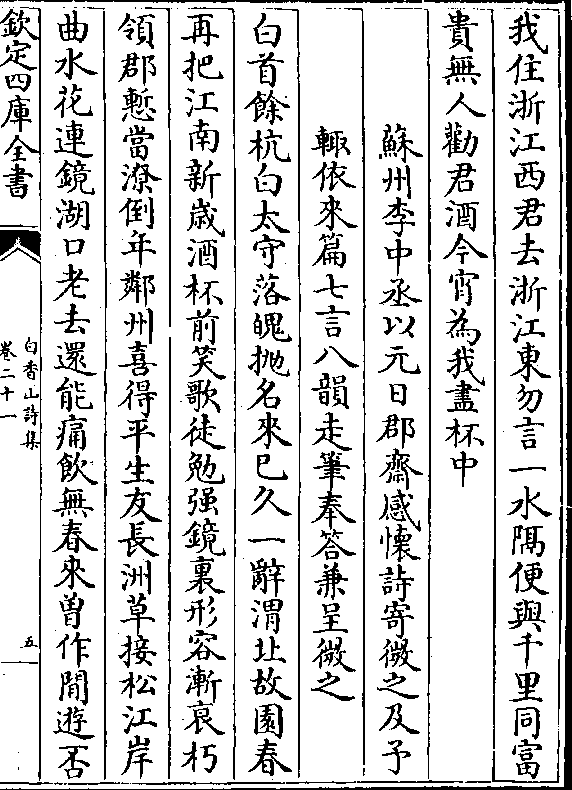 我住浙江西君去浙江東勿言一水隔便與千里同富
貴無人勸君酒今宵為我盡杯中
蘇州李中丞以元日郡齋感懐詩寄微之及予
輙依來篇七言八韻走筆奉答兼呈微之
白首餘杭白太守落魄抛名來已久一辭渭北故園春
再把江南新歳酒杯前笑歌徒勉强鏡裏形容漸衰朽
領郡慙當潦倒年鄰州喜得平生友長洲草接松江岸
曲水花連鏡湖口老去還能痛飲無春來曽作閒遊否
欽定四庫全書
白香山詩集
卷二十一
五